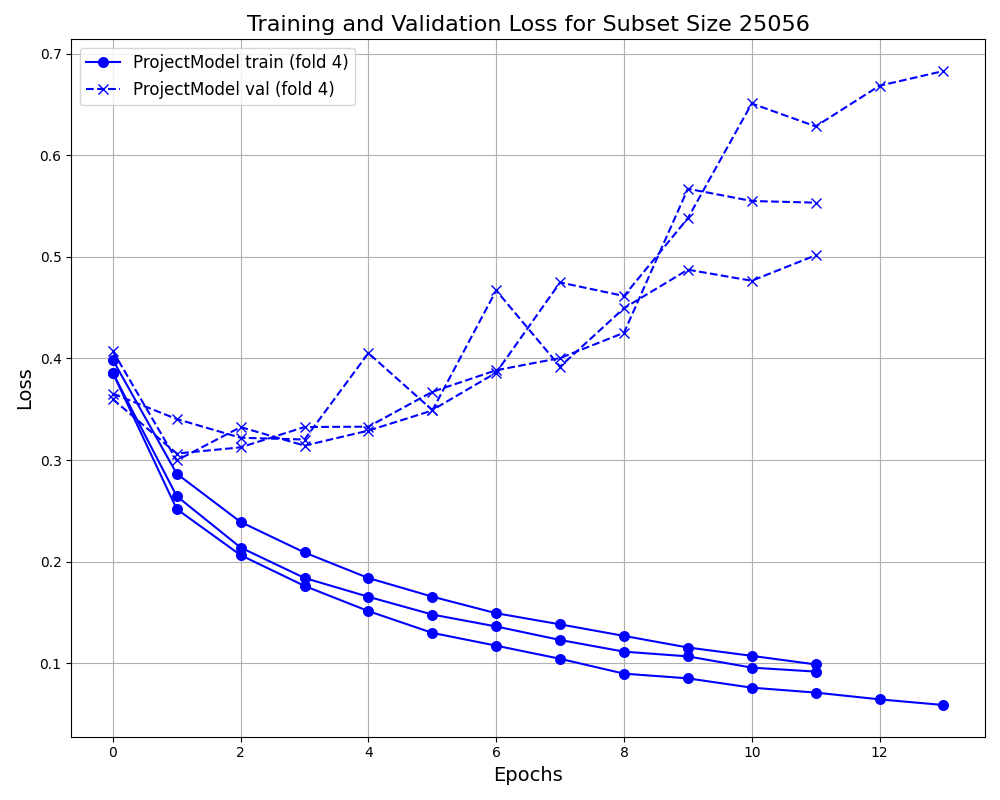 Training and Validation Loss for Subset Size 25056
ProjectModel train (fold 4)
ProjectModel val (fold 4)
Loss
0.7
0.6
0.5
0.4
0.3
0.2
0.1
0 2 4 6 8 10 12
Epochs